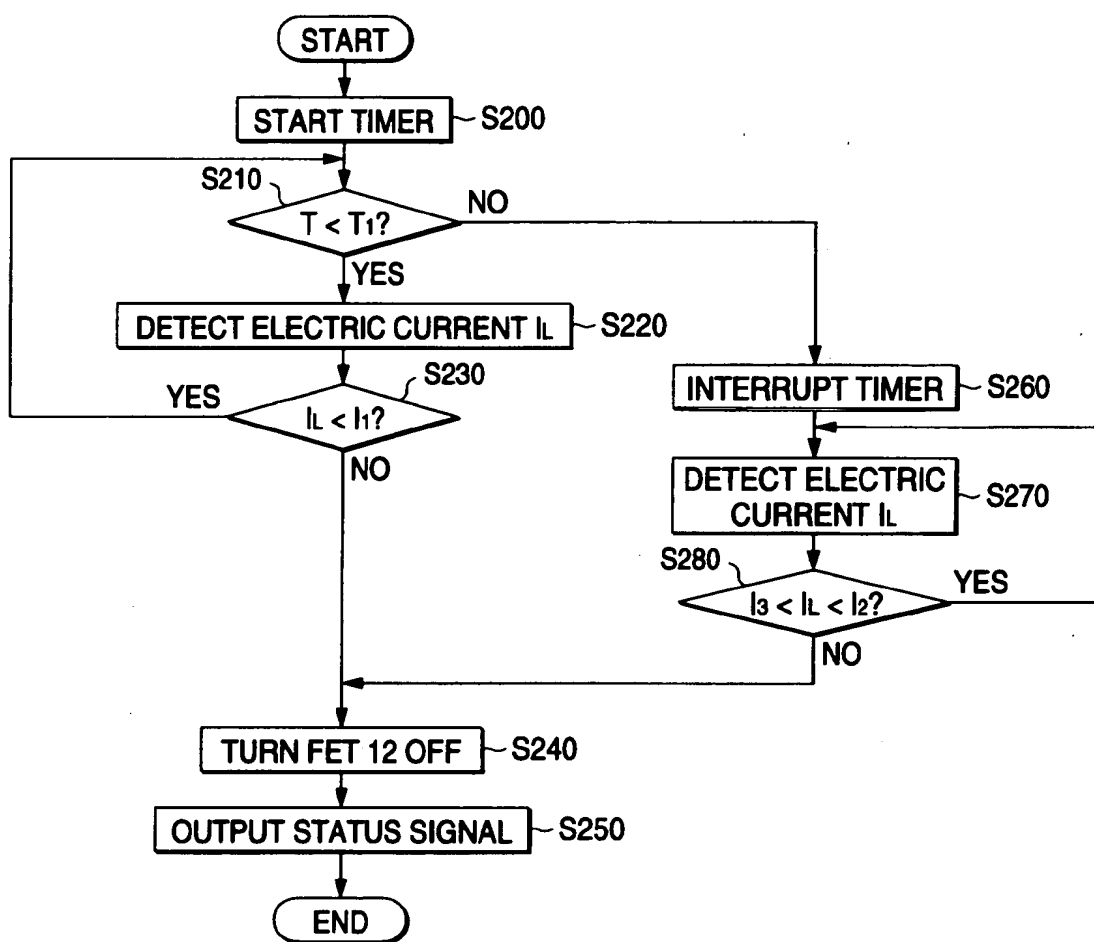 START
START TIMER
S200
S210
T < T1?
NO
YES
DETECT ELECTRIC CURRENT IL
S220
S230
YES
IL < I1?
NO
INTERRUPT TIMER
S260
DETECT ELECTRIC
CURRENT IL
S270
S280
I3 < IL < I2?
YES
NO
TURN FET 12 OFF
S240
OUTPUT STATUS SIGNAL
S250
END